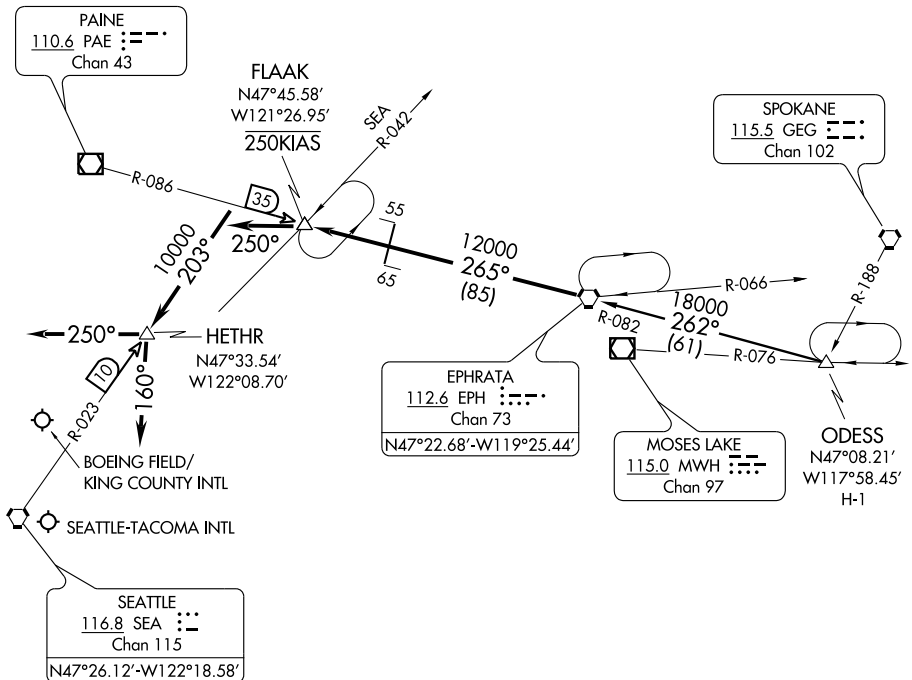 PAINE
110.6 PAE
Chan 43
FLAAK
N47°45.58'
W121°26.95'
250KIAS
SEA
R-042
SPOKANE
115.5 GEG
Chan 102
R-086
35
250°
10000
203°
55
65
12000
265°
(85)
R-066
R-188
18000
262°
(61)
R-082
R-076
250°
HETHR
N47°33.54'
W122°08.70'
10
160°
R-023
EPHRATA
112.6 EPH
Chan 73
N47°22.68'-W119°25.44'
MOSES LAKE
115.0 MWH
Chan 97
ODESS
N47°08.21'
W117°58.45'
H-1
BOEING FIELD/
KING COUNTY INTL
SEATTLE-TACOMA INTL
SEATTLE
116.8 SEA
Chan 115
N47°26.12'-W122°18.58'